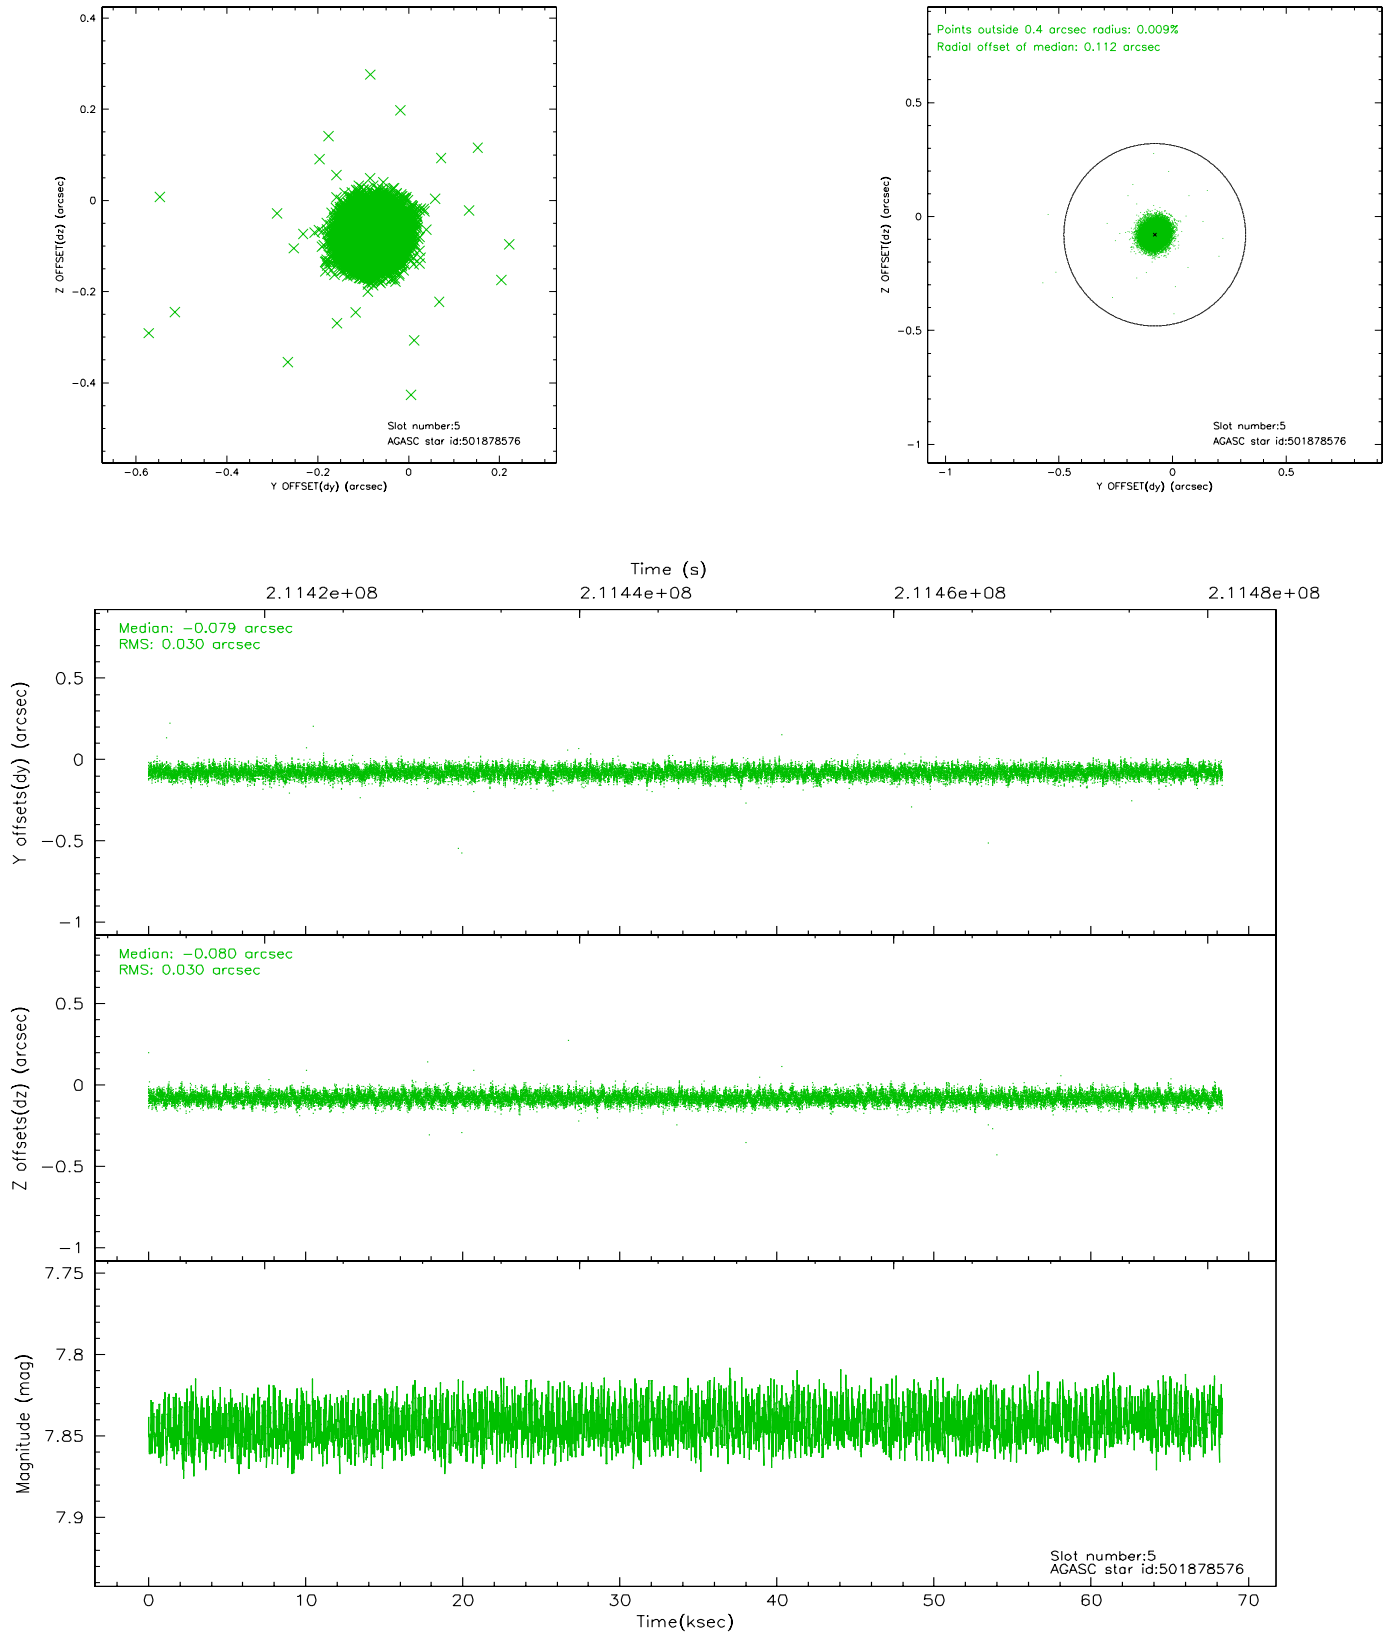 0.4
0.2
0
−0.2
−0.4
Z OFFSET(dz) (arcsec)
Slot number:5
AGASC star id:501878576
−0.6
−0.4
−0.2
0
0.2
Y OFFSET(dy) (arcsec)
Points outside 0.4 arcsec radius: 0.009%
Radial offset of median: 0.112 arcsec
0.5
0
−0.5
−1
Z OFFSET(dz) (arcsec)
Slot number:5
AGASC star id:501878576
−1
−0.5
0
0.5
Y OFFSET(dy) (arcsec)
Time (s)
2.1142e+08
2.1144e+08
2.1146e+08
2.1148e+08
Median: −0.079 arcsec
RMS: 0.030 arcsec
0.5
0
−0.5
−1
Y offsets(dy) (arcsec)
Median: −0.080 arcsec
RMS: 0.030 arcsec
0.5
0
−0.5
−1
Z offsets(dz) (arcsec)
7.75
7.8
7.85
7.9
Magnitude (mag)
Slot number:5
AGASC star id:501878576
0
10
20
30
40
50
60
70
Time(ksec)